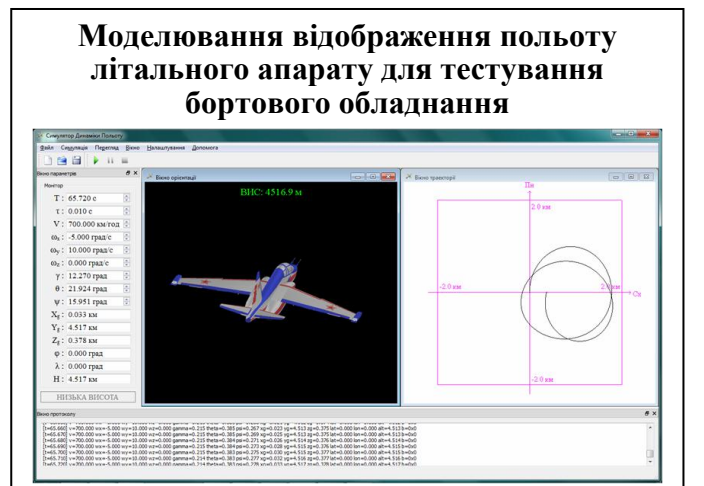 Моделювання відображення польоту
літального апарату для тестування
бортового обладнання
Симулятор Динаміки Польоту
Файл Симуляція Перегляд Вікно Налаштування Допомога
Вікно параметрів
Монітор
T : 65.720 с
τ : 0.010 с
V : 700.000 км/год
ωx : -5.000 град/с
ωy : 10.000 град/с
ωz : 0.000 град/с
γ : 12.270 град
θ : 21.924 град
ψ : 15.951 град
Xg : 0.033 км
Yg : 4.517 км
Zg : 0.378 км
φ : 0.000 град
λ : 0.000 град
H : 4.517 км
НИЗЬКА ВИСОТА
Вікно орієнтації
ВИС: 4516.9 м
Вікно траєкторії
Пн
2.0 км
-2.0 км
2.0 км
Сх
-2.0 км
Вікно протоколу